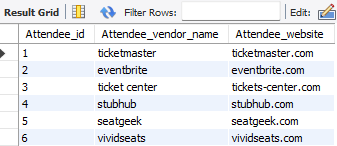 Result Grid Filter Rows: Edit:
Attendee_id Attendee_vendor_name Attendee_website
1 ticketmaster ticketmaster.com
2 eventbrite eventbrite.com
3 ticket center tickets-center.com
4 stubhub stubhub.com
5 seatgeek seatgeek.com
6 vividseats vividseats.com